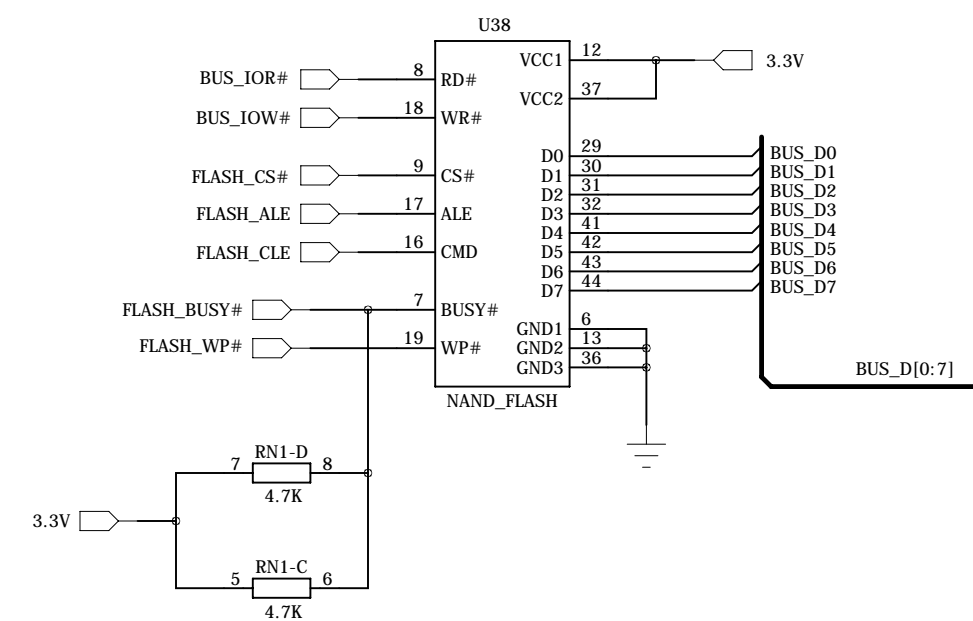 U38
BUS_IOR# 8 RD# VCC1 12 3.3V
VCC2 37
BUS_IOW# 18 WR#
D0 29 BUS_D0
FLASH_CS# 9 CS# D1 30 BUS_D1
D2 31 BUS_D2
FLASH_ALE 17 ALE D3 32 BUS_D3
D4 41 BUS_D4
FLASH_CLE 16 CMD D5 42 BUS_D5
D6 43 BUS_D6
D7 44 BUS_D7
FLASH_BUSY# 7 BUSY#
GND1 6
FLASH_WP# 19 WP# GND2 13
GND3 36 BUS_D[0:7]
NAND_FLASH
RN1-D
7 8
4.7K
3.3V
RN1-C
5 6
4.7K